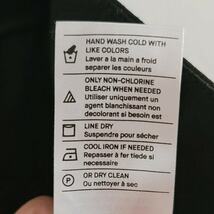 HAND WASH COLD WITH
LIKE COLORS
Laver a la main a froid
separer les couleurs
ONLY NON-CHLORINE
BLEACH WHEN NEEDED
Utiliser uniquement un
agent blanchissant non
decolorant si besoin est
LINE DRY
Suspendre pour sécher
COOL IRON IF NEEDED
Repasser à fer tiede si
necessaire
P
OR DRY CLEAN
Ou nettoyer à sec